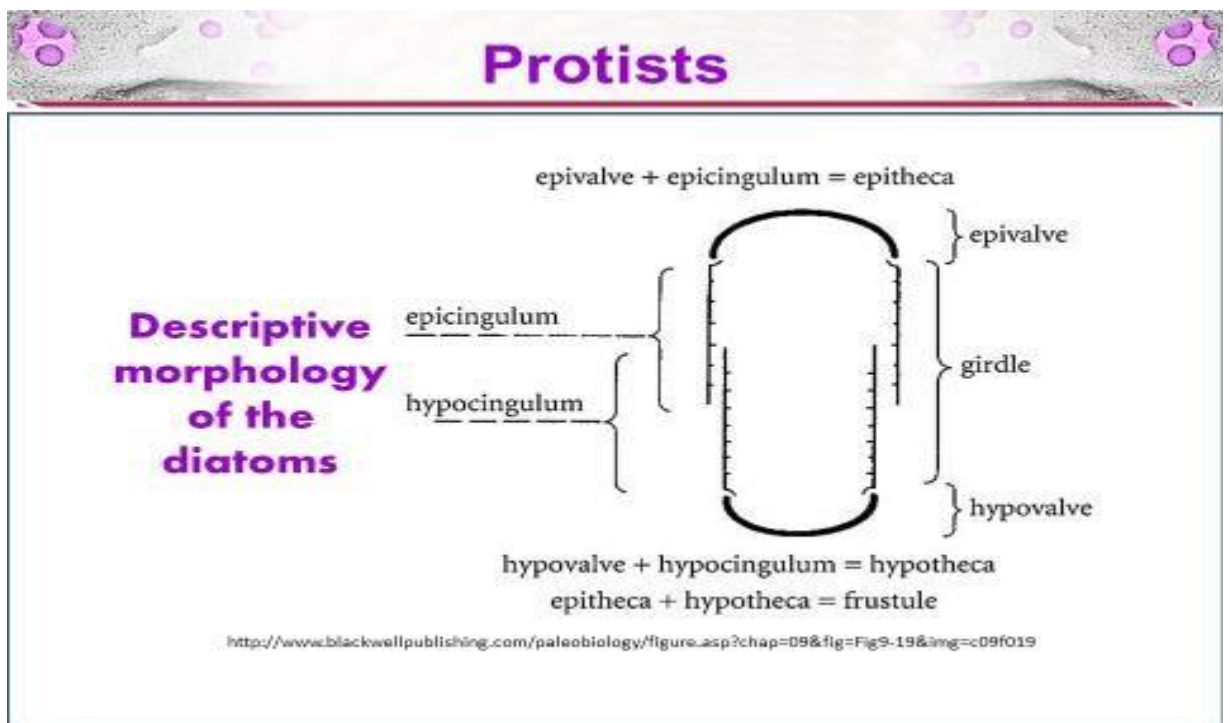 Protists
epivalve + epicingulum = epitheca
epivalve
Descriptive
morphology
of the
diatoms
epicingulum
hypocingulum
girdle
hypovalve
hypovalve + hypocingulum = hypotheca
epitheca + hypotheca = frustule
http://www.blackwellpublishing.com/paleobiology/figure.asp?chap=09&fig=Fig9-19&img=c09f019